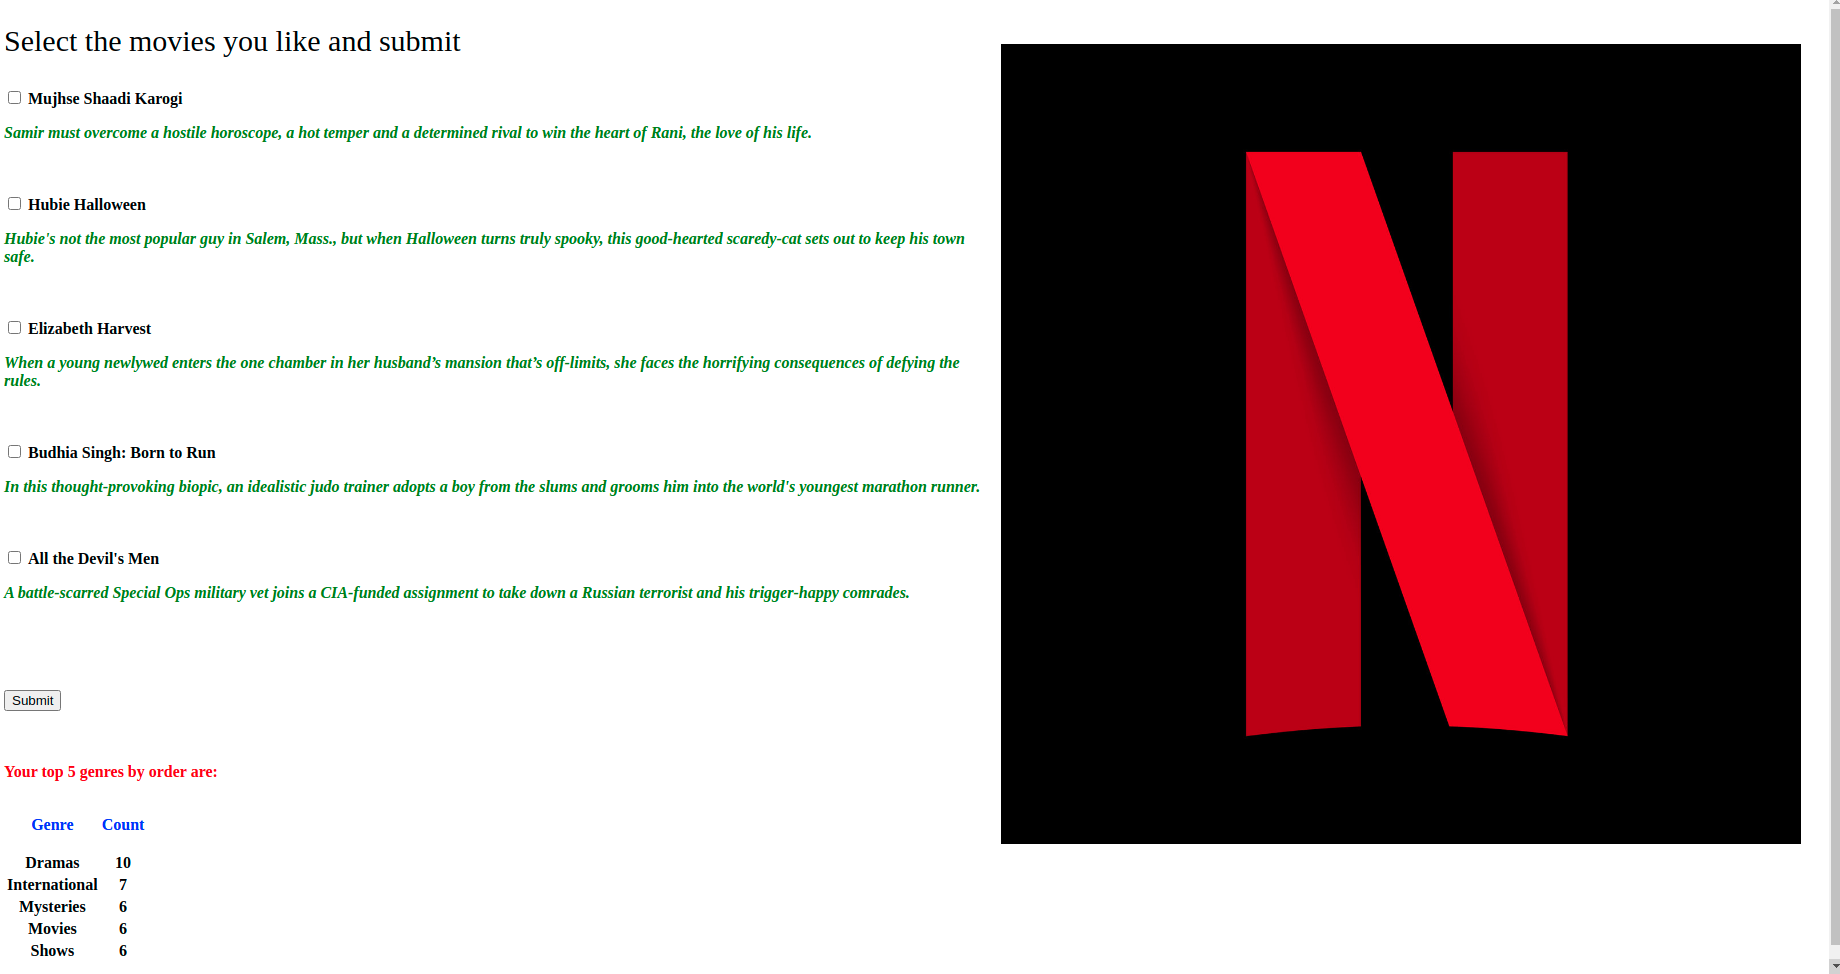 Select the movies you like and submit
Mujhse Shaadi Karogi
Samir must overcome a hostile horoscope, a hot temper and a determined rival to win the heart of Rani, the love of his life.
Hubie Halloween
Hubie's not the most popular guy in Salem, Mass., but when Halloween turns truly spooky, this good-hearted scaredy-cat sets out to keep his town
safe.
Elizabeth Harvest
When a young newlywed enters the one chamber in her husband’s mansion that’s off-limits, she faces the horrifying consequences of defying the
rules.
Budhia Singh: Born to Run
In this thought-provoking biopic, an idealistic judo trainer adopts a boy from the slums and grooms him into the world's youngest marathon runner.
All the Devil's Men
A battle-scarred Special Ops military vet joins a CIA-funded assignment to take down a Russian terrorist and his trigger-happy comrades.
Submit
Your top 5 genres by order are:
Genre Count
Dramas 10
International 7
Mysteries 6
Movies 6
Shows 6
N